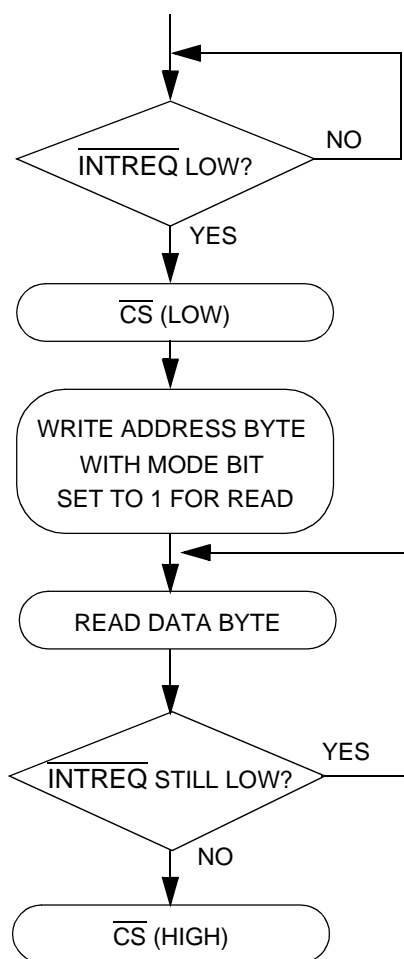 INTREQ LOW?
NO
YES
CS (LOW)
WRITE ADDRESS BYTE
WITH MODE BIT
SET TO 1 FOR READ
READ DATA BYTE
YES
INTREQ STILL LOW?
NO
CS (HIGH)